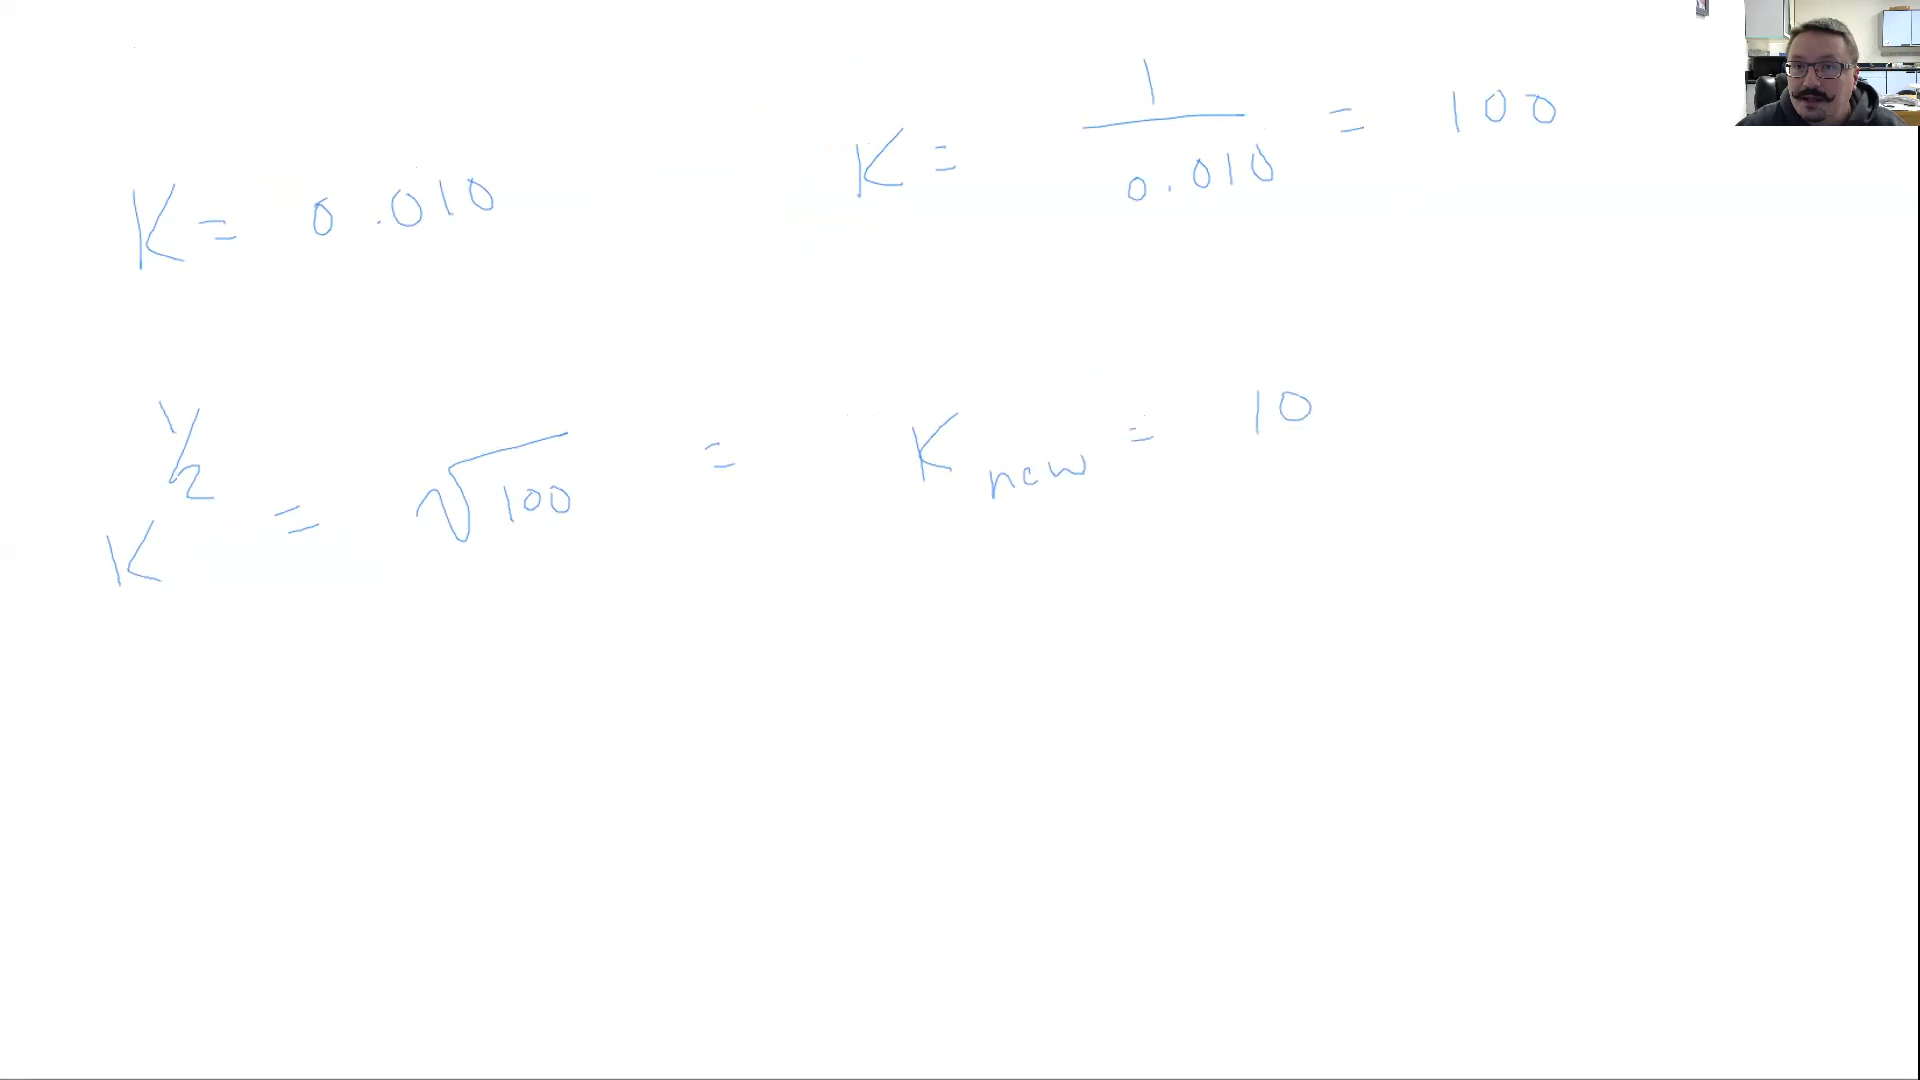 K = 0.010
K = 1/0.010 = 100
K^1/2 = √100 = K new = 10